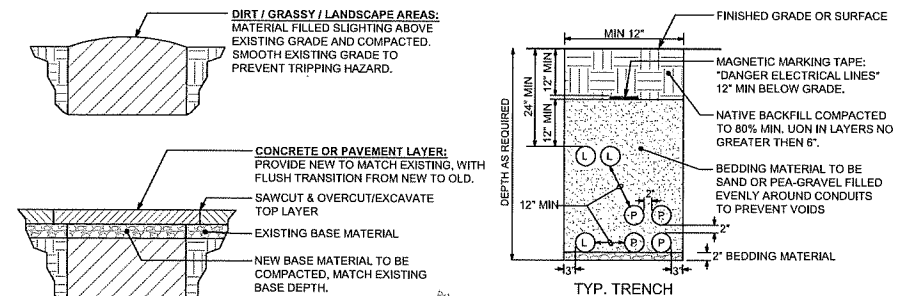 DIRT / GRASSY / LANDSCAPE AREAS:
MATERIAL FILLED SLIGHTING ABOVE
EXISTING GRADE AND COMPACTED.
SMOOTH EXISTING GRADE TO
PREVENT TRIPPING HAZARD.
CONCRETE OR PAVEMENT LAYER:
PROVIDE NEW TO MATCH EXISTING, WITH
FLUSH TRANSITION FROM NEW TO OLD.
SAWCUT & OVERCUT/EXCAVATE
TOP LAYER
EXISTING BASE MATERIAL
NEW BASE MATERIAL TO BE
COMPACTED, MATCH EXISTING
BASE DEPTH.
FINISHED GRADE OR SURFACE
MIN 12"
MAGNETIC MARKING TAPE:
"DANGER ELECTRICAL LINES"
12" MIN BELOW GRADE.
NATIVE BACKFILL COMPACTED
TO 80% MIN. UON IN LAYERS NO
GREATER THEN 6".
BEDDING MATERIAL TO BE
SAND OR PEA-GRAVEL FILLED
EVENLY AROUND CONDUITS
TO PREVENT VOIDS
DEPTH AS REQUIRED
24" MIN
12" MIN
12" MIN
L L
2"
12" MIN
P P
2"
L P P
2" BEDDING MATERIAL
3" 3"
TYP. TRENCH